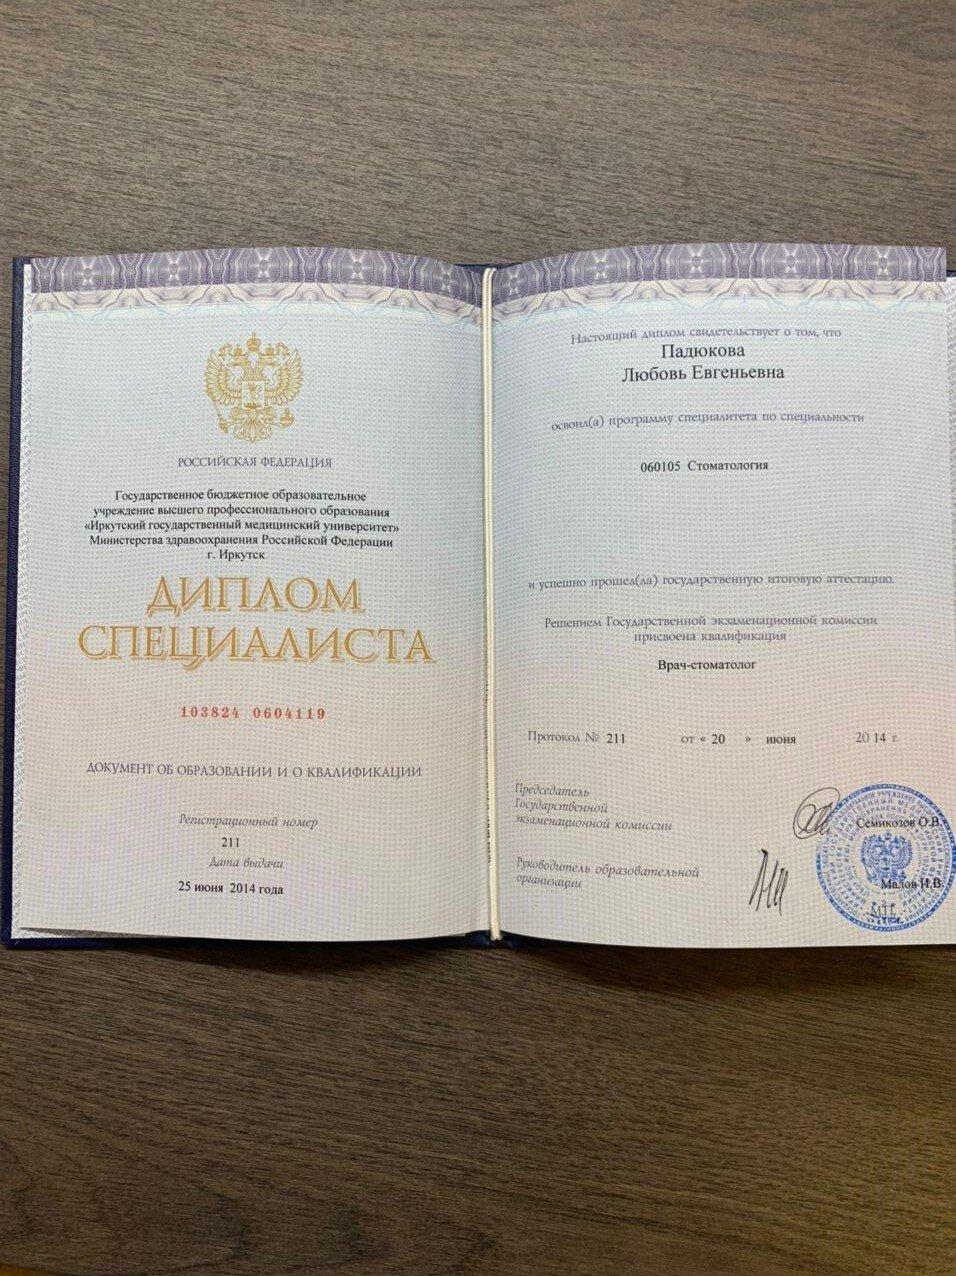 РОССИЙСКАЯ ФЕДЕРАЦИЯ
Государственное бюджетное образовательное
учреждение высшего профессионального образования
«Иркутский государственный медицинский университет»
Министерства здравоохранения Российской Федерации
г. Иркутск
ДИПЛОМ
СПЕЦИАЛИСТА
103824 0604119
ДОКУМЕНТ ОБ ОБРАЗОВАНИИ И О КВАЛИФИКАЦИИ
Регистрационный номер
211
Дата выдачи
25 июня 2014 года
Настоящий диплом свидетельствует о том, что
Падюкова
Любовь Евгеньевна
освоил(а) программу специалитета по специальности
060105 Стоматология
и успешно прошел(ла) государственную итоговую аттестацию.
Решением Государственной экзаменационной комиссии
присвоена квалификация
Врач-стоматолог
Протокол № 211 от « 20 » июня 2014 г.
Председатель
Государственной
экзаменационной комиссии
Семикозов О.В.
Руководитель образовательной
организации
Малов И.В.